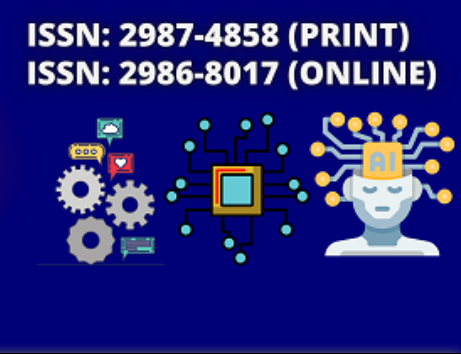 ISSN: 2987-4858 (PRINT)
ISSN: 2986-8017 (ONLINE)
AI